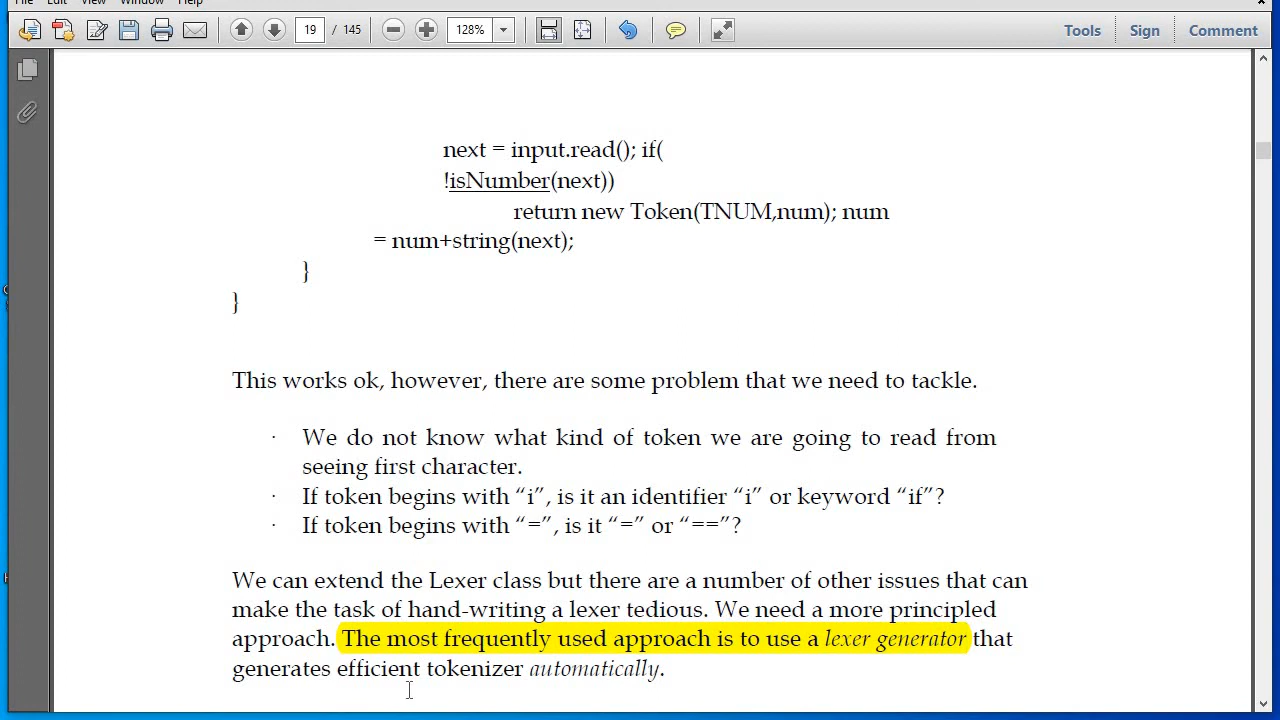 File Edit View Window Help
19 / 145 128% Tools Sign Comment
next = input.read(); if(
!isNumber(next))
return new Token(TNUM,num); num
= num+string(next);
}
}
This works ok, however, there are some problem that we need to tackle.
· We do not know what kind of token we are going to read from
seeing first character.
· If token begins with “i”, is it an identifier “i” or keyword “if”?
· If token begins with “=”, is it “=” or “==”?
We can extend the Lexer class but there are a number of other issues that can
make the task of hand-writing a lexer tedious. We need a more principled
approach. The most frequently used approach is to use a lexer generator that
generates efficient tokenizer automatically.